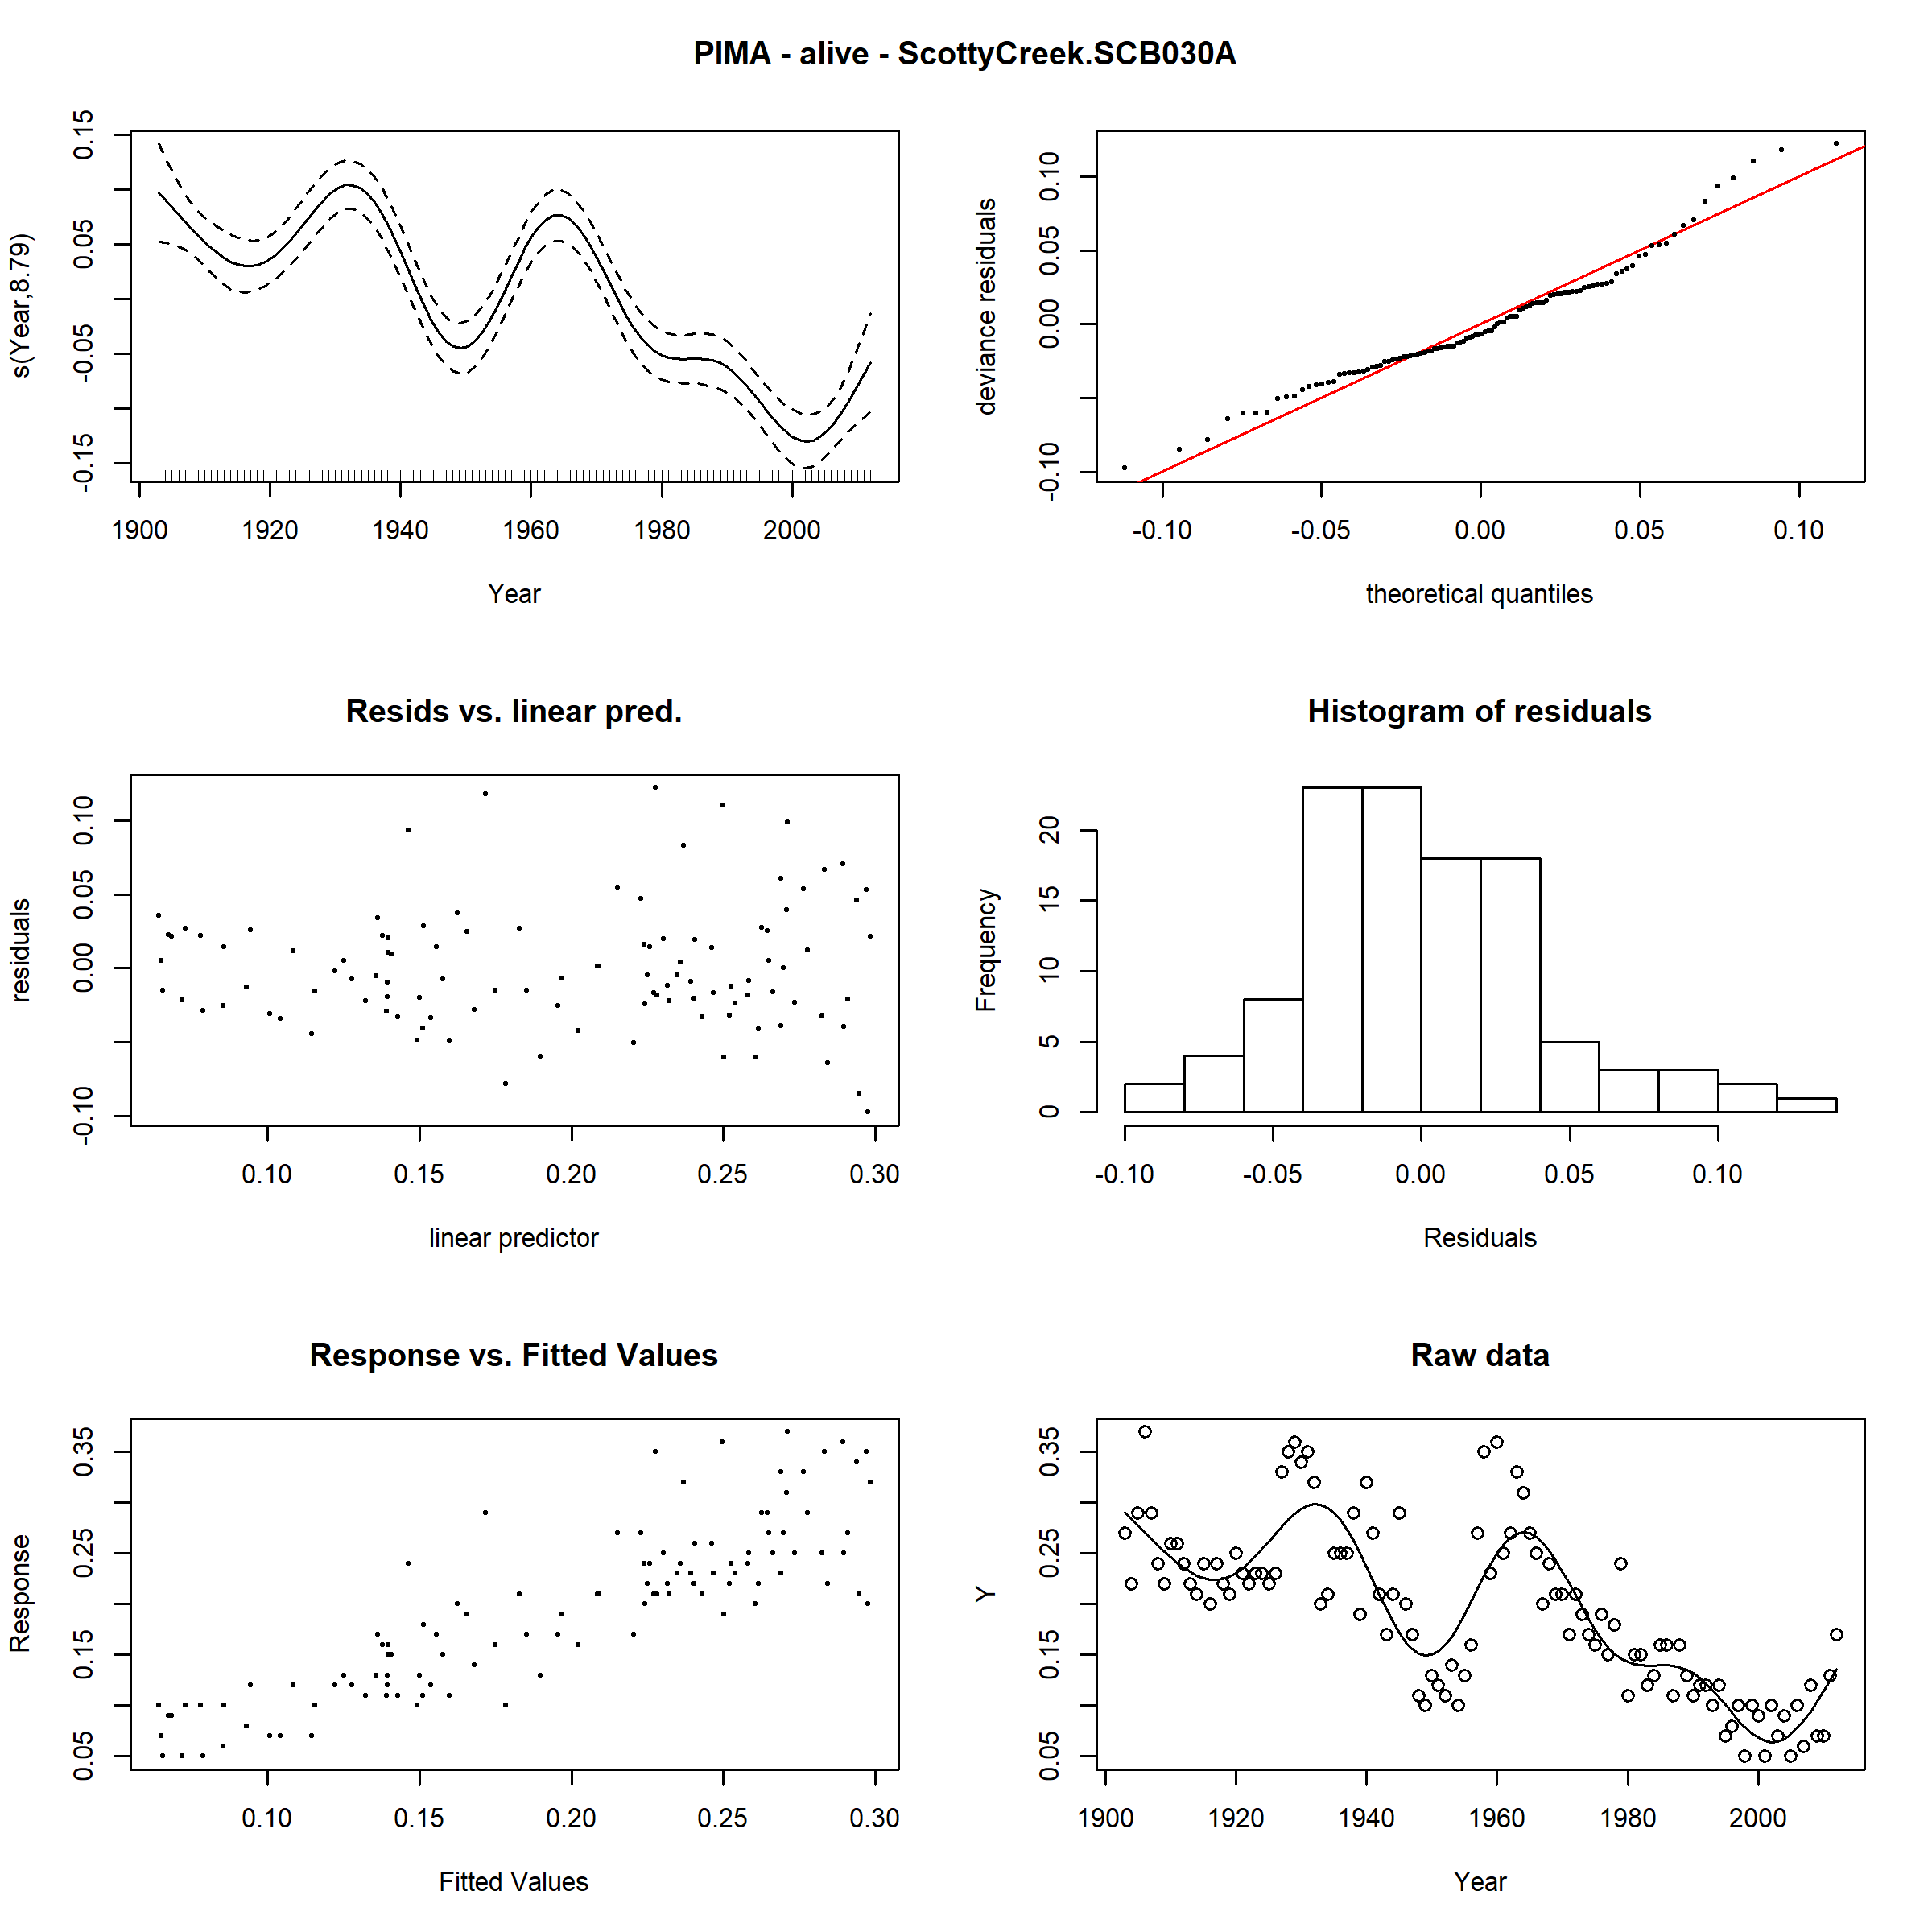 PIMA - alive - ScottyCreek.SCB030A
s(Year,8.79)
0.15
0.05
-0.05
-0.15
1900 1920 1940 1960 1980 2000
Year
deviance residuals
0.10
0.05
0.00
-0.10
-0.10 -0.05 0.00 0.05 0.10
theoretical quantiles
Resids vs. linear pred.
residuals
0.10
0.05
0.00
-0.10
0.10 0.15 0.20 0.25 0.30
linear predictor
Histogram of residuals
Frequency
20
15
10
5
0
-0.10 -0.05 0.00 0.05 0.10
Residuals
Response vs. Fitted Values
Response
0.35
0.25
0.15
0.05
0.10 0.15 0.20 0.25 0.30
Fitted Values
Raw data
Y
0.35
0.25
0.15
0.05
1900 1920 1940 1960 1980 2000
Year